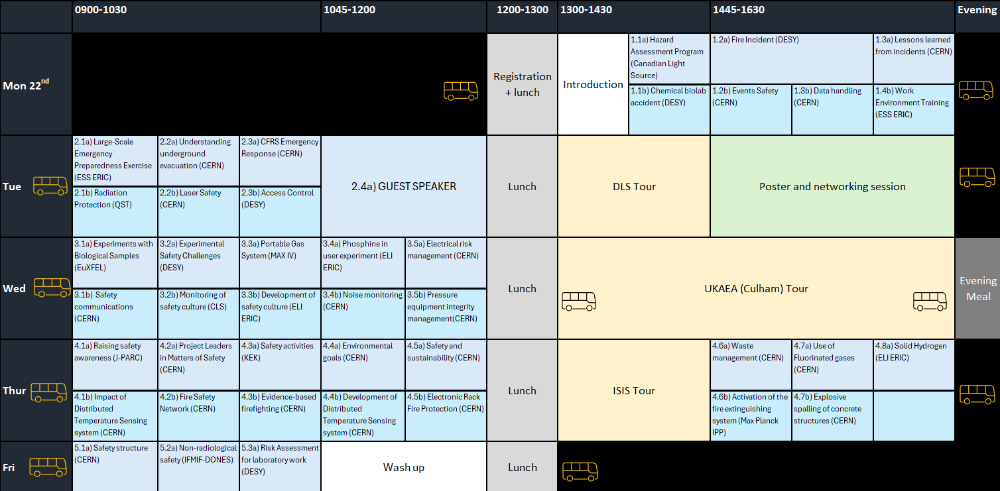 0900-1030
1045-1200
1200-1300
1300-1430
1445-1630
Evening
Mon 22nd
Registration
+ lunch
Introduction
1.1a) Hazard
Assessment Program
(Canadian Light
Source)
1.2a) Fire Incident (DESY)
1.3a) Lessons learned
from incidents (CERN)
1.1b) Chemical biolab
accident (DESY)
1.2b) Events Safety
(CERN)
1.3b) Data handling
(CERN)
1.4b) Work
Environment Training
(ESS ERIC)
Tue
2.1a) Large-Scale
Emergency
Preparedness Exercise
(ESS ERIC)
2.2a) Understanding
underground
evacuation (CERN)
2.3a) CFRS Emergency
Response (CERN)
2.1b) Radiation
Protection (QST)
2.2b) Laser Safety
(CERN)
2.3b) Access Control
(DESY)
2.4a) GUEST SPEAKER
Lunch
DLS Tour
Poster and networking session
Wed
3.1a) Experiments with
Biological Samples
(EuXFEL)
3.2a) Experimental
Safety Challenges
(DESY)
3.3a) Portable Gas
System (MAX IV)
3.4a) Phosphine in
user experiment (ELI
ERIC)
3.5a) Electrical risk
management (CERN)
3.1b) Safety
communications
(CERN)
3.2b) Monitoring of
safety culture (CLS)
3.3b) Development of
safety culture (ELI
ERIC)
3.4b) Noise monitoring
(CERN)
3.5b) Pressure
equipment integrity
management(CERN)
Lunch
UKAEA (Culham) Tour
Evening
Meal
Thur
4.1a) Raising safety
awareness (J-PARC)
4.2a) Project Leaders
in Matters of Safety
(CERN)
4.3a) Safety activities
(KEK)
4.4a) Environmental
goals (CERN)
4.5a) Safety and
sustainability (CERN)
4.1b) Impact of
Distributed
Temperature Sensing
system (CERN)
4.2b) Fire Safety
Network (CERN)
4.3b) Evidence-based
firefighting (CERN)
4.4b) Development of
Distributed
Temperature Sensing
system (CERN)
4.5b) Electronic Rack
Fire Protection (CERN)
Lunch
ISIS Tour
4.6a) Waste
management (CERN)
4.7a) Use of
Fluorinated gases
(CERN)
4.8a) Solid Hydrogen
(ELI ERIC)
4.6b) Activation of the
fire extinguishing
system (Max Planck
IPP)
4.7b) Explosive
spalling of concrete
structures (CERN)
Fri
5.1a) Safety structure
(CERN)
5.2a) Non-radiological
safety (IFMIF-DONES)
5.3a) Risk Assessment
for laboratory work
(DESY)
Wash up
Lunch